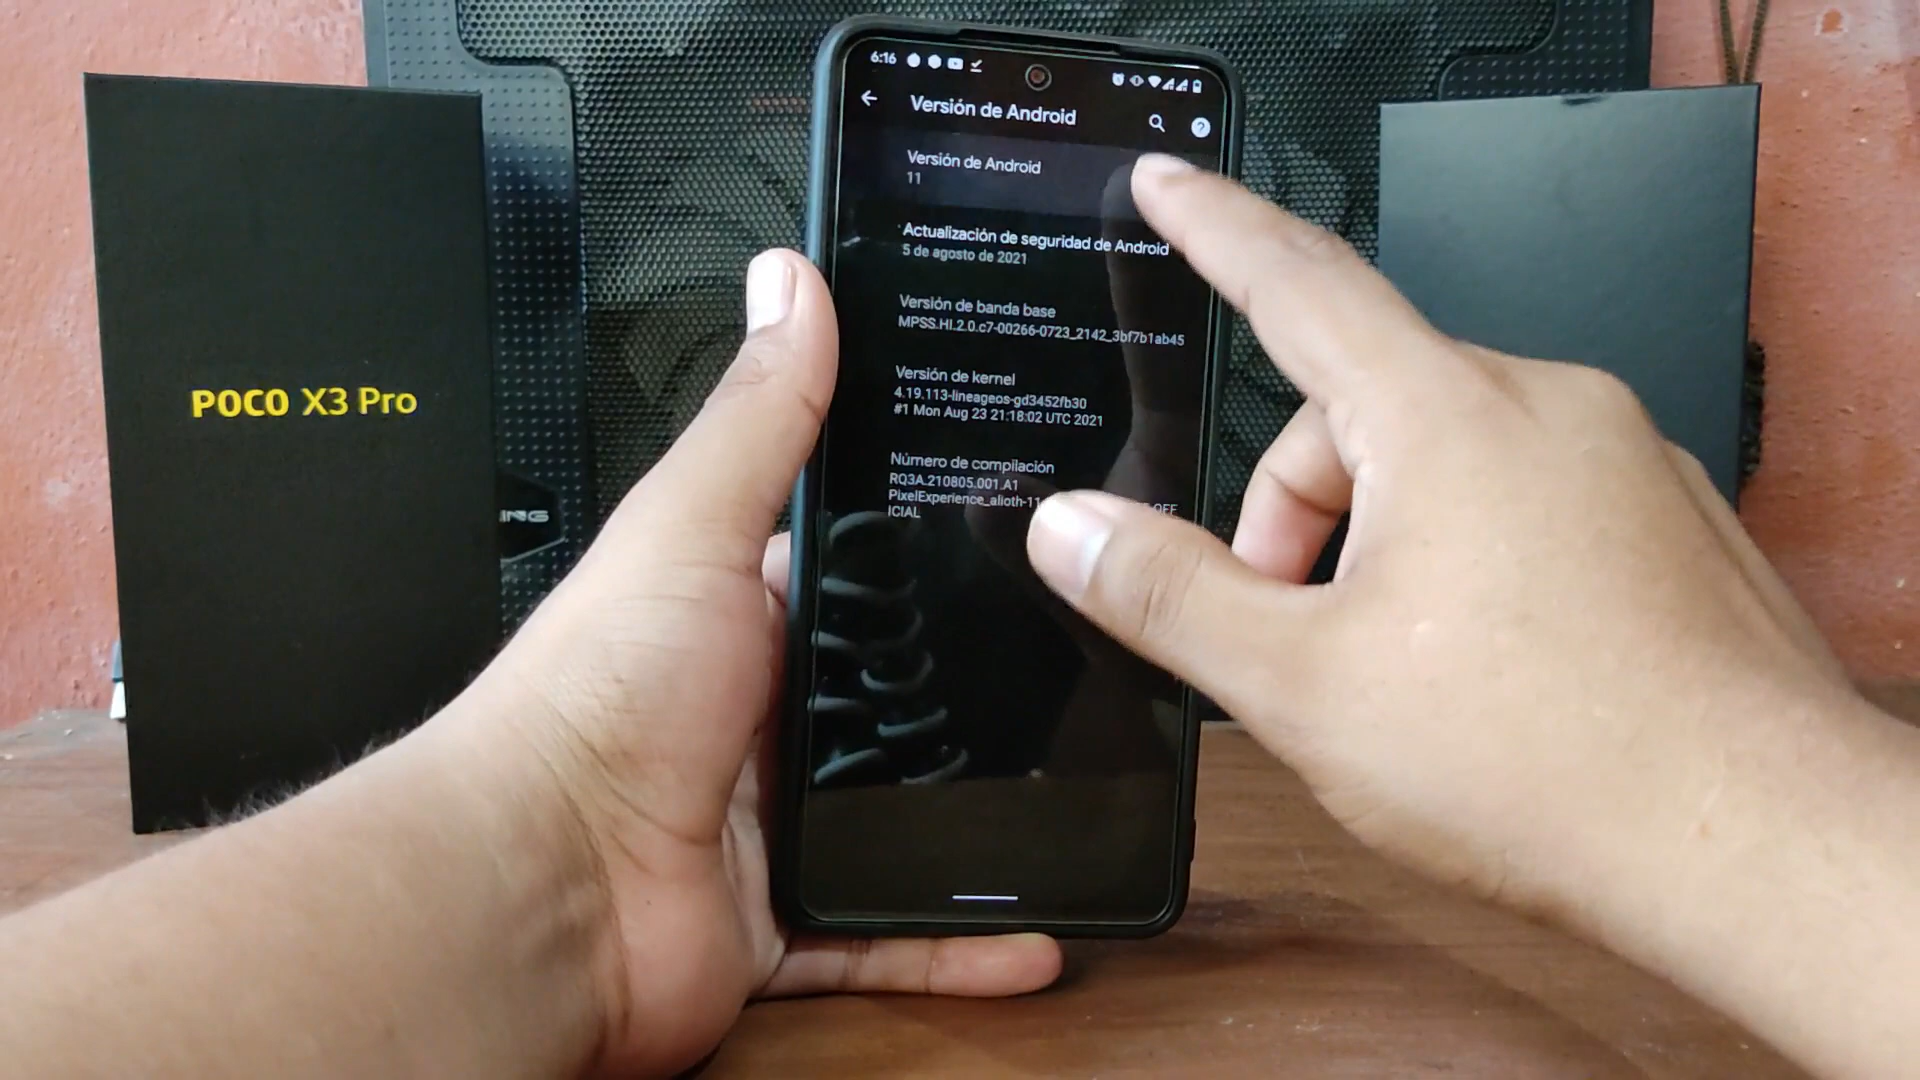 POCO X3 Pro
6:16
Versión de Android
Versión de Android
11
Actualización de seguridad de Android
5 de agosto de 2021
Versión de banda base
MPSS.HI.2.0.c7-00266-0723_2142_3bf7b1ab45
Versión de kernel
4.19.113-lineageos-gd3452fb30
#1 Mon Aug 23 21:18:02 UTC 2021
Número de compilación
RQ3A.210805.001.A1
PixelExperience_alioth-11 OFF
ICIAL
ING